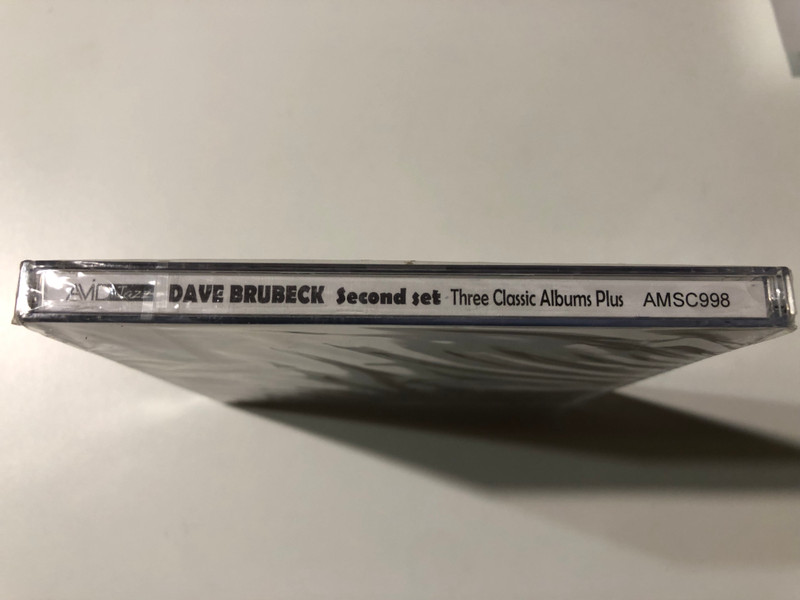 AVID Jazz DAVE BRUBECK Second set - Three Classic Albums Plus AMSC998